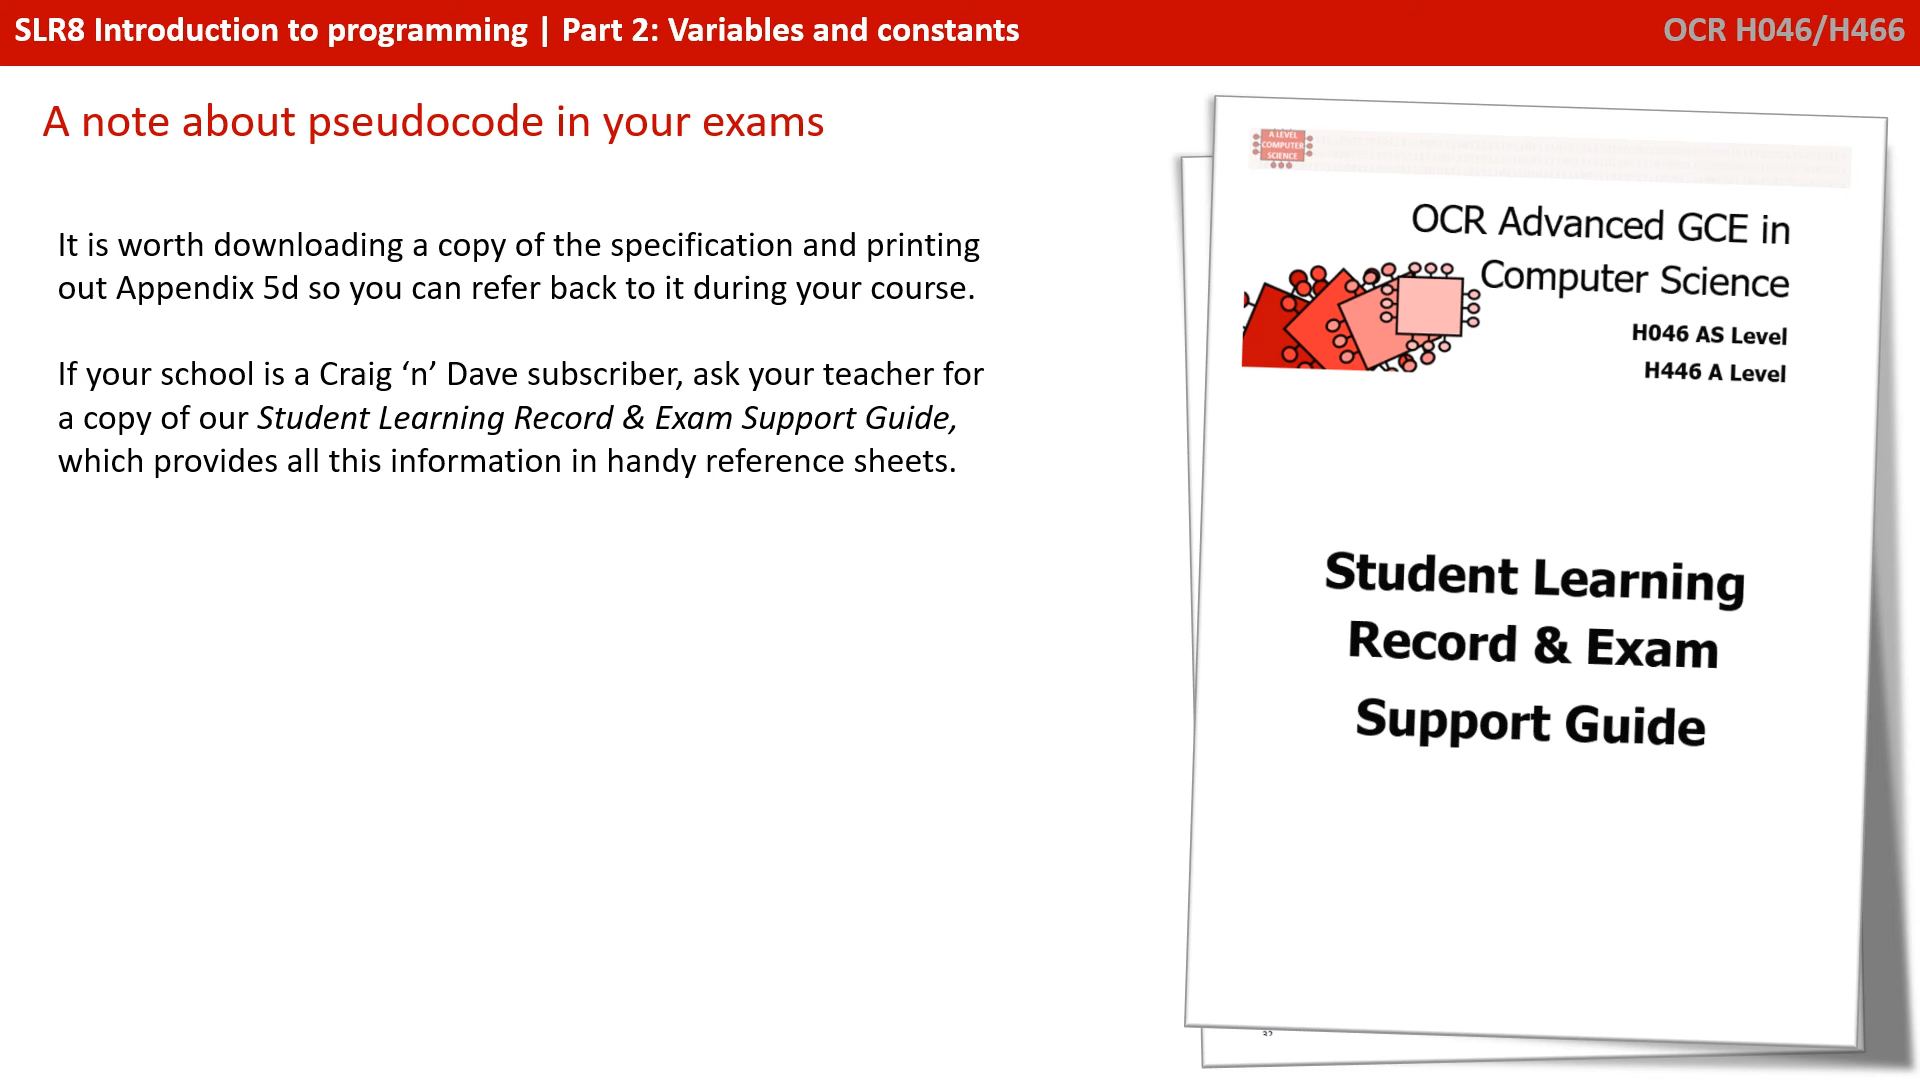 SLR8 Introduction to programming | Part 2: Variables and constants
OCR H046/H466
A note about pseudocode in your exams
It is worth downloading a copy of the specification and printing
out Appendix 5d so you can refer back to it during your course.
If your school is a Craig ‘n’ Dave subscriber, ask your teacher for
a copy of our Student Learning Record & Exam Support Guide,
which provides all this information in handy reference sheets.
A LEVEL
COMPUTER
SCIENCE
OCR Advanced GCE in
Computer Science
H046 AS Level
H446 A Level
Student Learning
Record & Exam
Support Guide